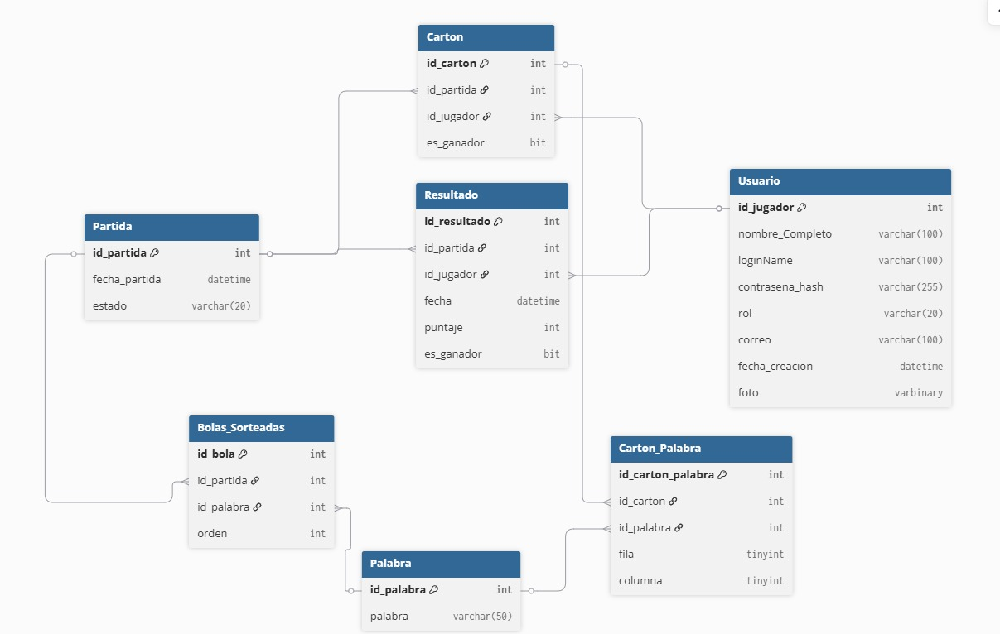 Carton
id_carton int
id_partida int
id_jugador int
es_ganador bit
Resultado
id_resultado int
id_partida int
id_jugador int
fecha datetime
puntaje int
es_ganador bit
Usuario
id_jugador int
nombre_Completo varchar(100)
loginName varchar(100)
contrasena_hash varchar(255)
rol varchar(20)
correo varchar(100)
fecha_creacion datetime
foto varbinary
Partida
id_partida int
fecha_partida datetime
estado varchar(20)
Bolas_Sorteadas
id_bola int
id_partida int
id_palabra int
orden int
Carton_Palabra
id_carton_palabra int
id_carton int
id_palabra int
fila tinyint
columna tinyint
Palabra
id_palabra int
palabra varchar(50)